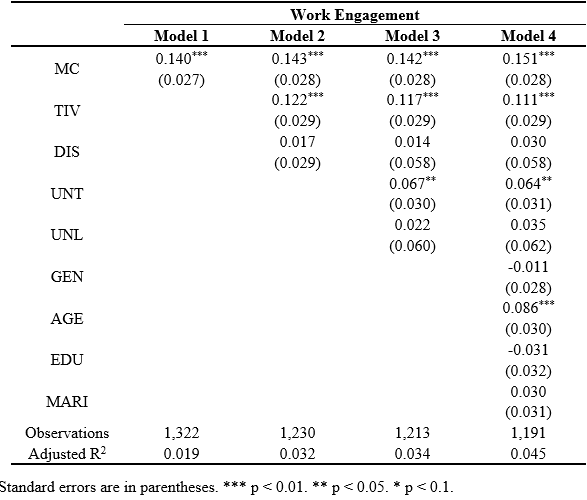 Work Engagement
Model 1 Model 2 Model 3 Model 4
MC 0.140*** 0.143*** 0.142*** 0.151***
(0.027) (0.028) (0.028) (0.028)
TIV 0.122*** 0.117*** 0.111***
(0.029) (0.029) (0.029)
DIS 0.017 0.014 0.030
(0.029) (0.058) (0.058)
UNT 0.067** 0.064**
(0.030) (0.031)
UNL 0.022 0.035
(0.060) (0.062)
GEN -0.011
(0.028)
AGE 0.086***
(0.030)
EDU -0.031
(0.032)
MARI 0.030
(0.031)
Observations 1,322 1,230 1,213 1,191
Adjusted R² 0.019 0.032 0.034 0.045
Standard errors are in parentheses. *** p < 0.01. ** p < 0.05. * p < 0.1.